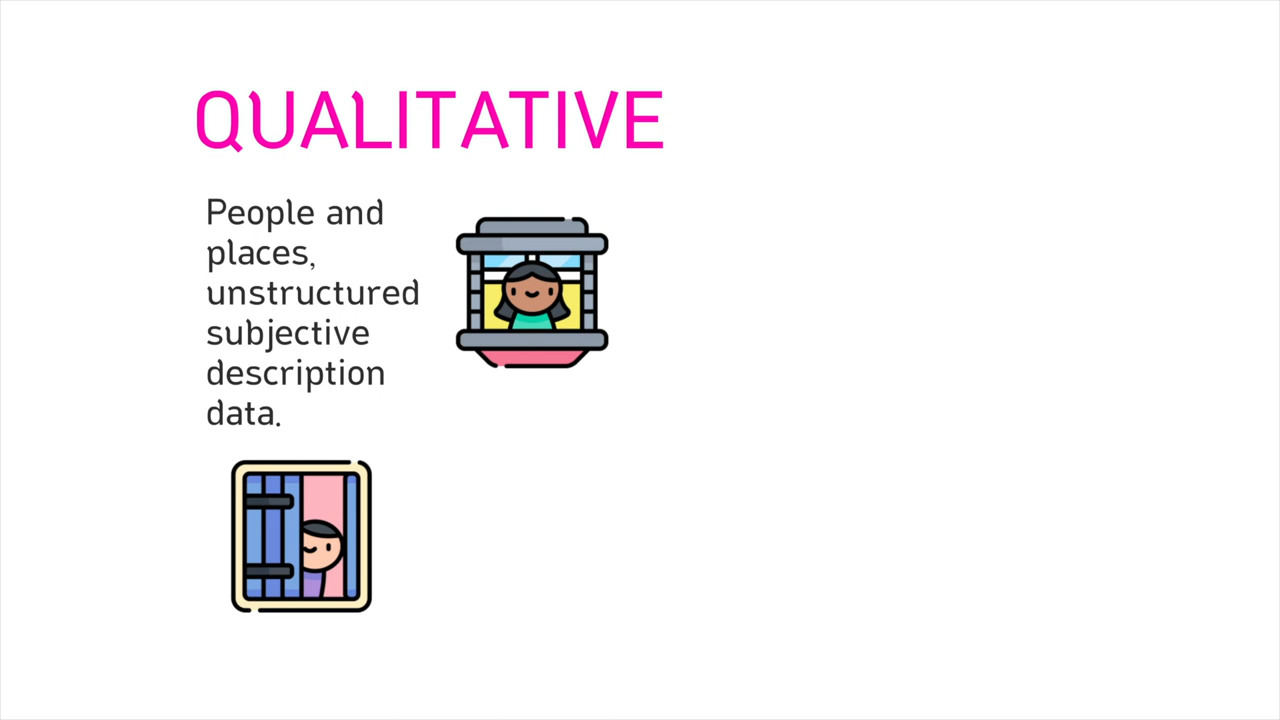 QUALITATIVE
People and
places,
unstructured
subjective
description
data.